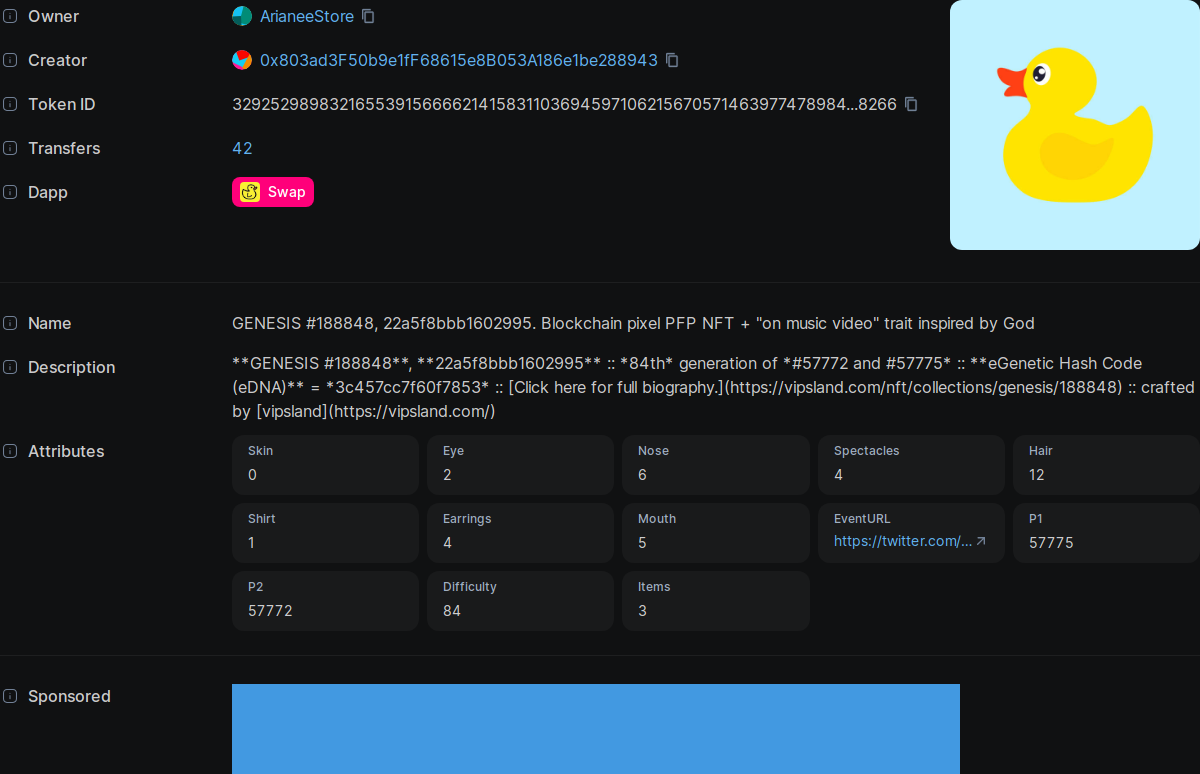 Owner
ArianeeStore
Creator
0x803ad3F50b9e1fF68615e8B053A186e1be288943
Token ID
32925298983216553915666621415831103694597106215670571463977478984...8266
Transfers
42
Dapp
Swap
Name
GENESIS #188848, 22a5f8bbb1602995. Blockchain pixel PFP NFT + "on music video" trait inspired by God
Description
**GENESIS #188848**, **22a5f8bbb1602995** :: *84th* generation of *#57772 and #57775* :: **eGenetic Hash Code
(eDNA)** = *3c457cc7f60f7853* :: [Click here for full biography.](https://vipsland.com/nft/collections/genesis/188848) :: crafted
by [vipsland](https://vipsland.com/)
Attributes
Skin
0
Eye
2
Nose
6
Spectacles
4
Hair
12
Shirt
1
Earrings
4
Mouth
5
EventURL
https://twitter.com/...
P1
57775
P2
57772
Difficulty
84
Items
3
Sponsored